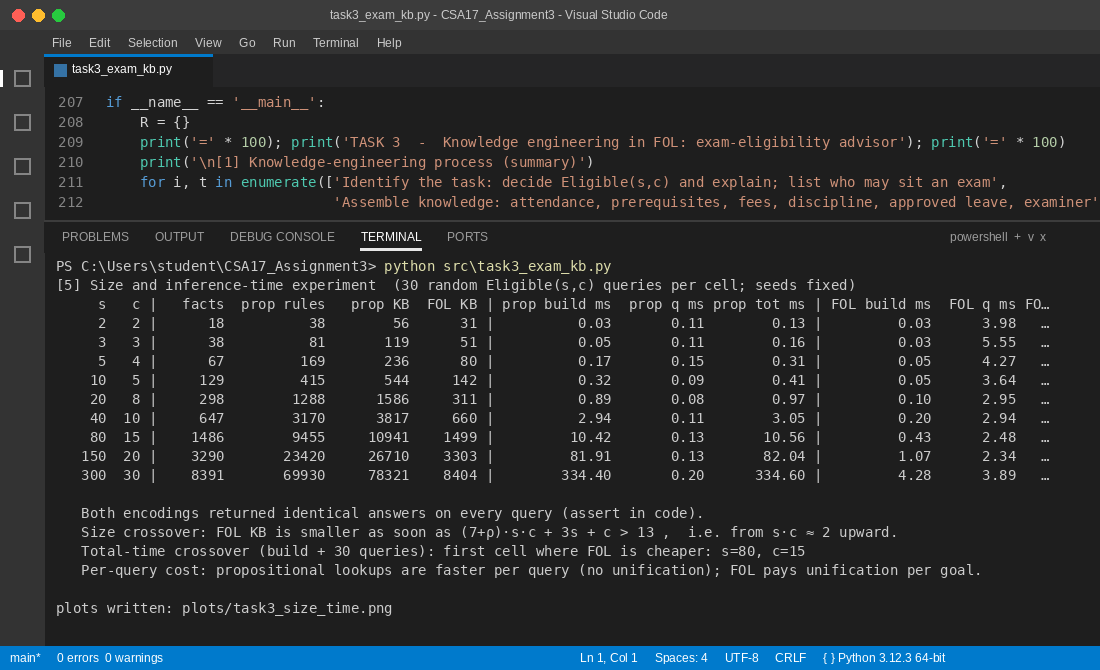 task3_exam_kb.py - CSA17_Assignment3 - Visual Studio Code
File Edit Selection View Go Run Terminal Help
task3_exam_kb.py
207 if __name__ == '__main__':
208     R = {}
209     print('=' * 100); print('TASK 3  -  Knowledge engineering in FOL: exam-eligibility advisor'); print('=' * 100)
210     print('\n[1] Knowledge-engineering process (summary)')
211     for i, t in enumerate(['Identify the task: decide Eligible(s,c) and explain; list who may sit an exam',
212                            'Assemble knowledge: attendance, prerequisites, fees, discipline, approved leave, examiner'
PROBLEMS OUTPUT DEBUG CONSOLE TERMINAL PORTS powershell + v x
PS C:\Users\student\CSA17_Assignment3> python src\task3_exam_kb.py
[5] Size and inference-time experiment  (30 random Eligible(s,c) queries per cell; seeds fixed)
     s   c |   facts  prop rules   prop KB  FOL KB | prop build ms  prop q ms prop tot ms | FOL build ms  FOL q ms FO…
     2   2 |      18          38        56      31 |          0.03       0.11        0.13 |         0.03      3.98   …
     3   3 |      38          81       119      51 |          0.05       0.11        0.16 |         0.03      5.55   …
     5   4 |      67         169       236      80 |          0.17       0.15        0.31 |         0.05      4.27   …
    10   5 |     129         415       544     142 |          0.32       0.09        0.41 |         0.05      3.64   …
    20   8 |     298        1288      1586     311 |          0.89       0.08        0.97 |         0.10      2.95   …
    40  10 |     647        3170      3817     660 |          2.94       0.11        3.05 |         0.20      2.94   …
    80  15 |    1486        9455     10941    1499 |         10.42       0.13       10.56 |         0.43      2.48   …
   150  20 |    3290       23420     26710    3303 |         81.91       0.13       82.04 |         1.07      2.34   …
   300  30 |    8391       69930     78321    8404 |        334.40       0.20      334.60 |         4.28      3.89   …
   Both encodings returned identical answers on every query (assert in code).
   Size crossover: FOL KB is smaller as soon as (7+ρ)·s·c + 3s + c > 13 ,  i.e. from s·c ≈ 2 upward.
   Total-time crossover (build + 30 queries): first cell where FOL is cheaper: s=80, c=15
   Per-query cost: propositional lookups are faster per query (no unification); FOL pays unification per goal.
plots written: plots/task3_size_time.png
main* 0 errors 0 warnings Ln 1, Col 1 Spaces: 4 UTF-8 CRLF { } Python 3.12.3 64-bit